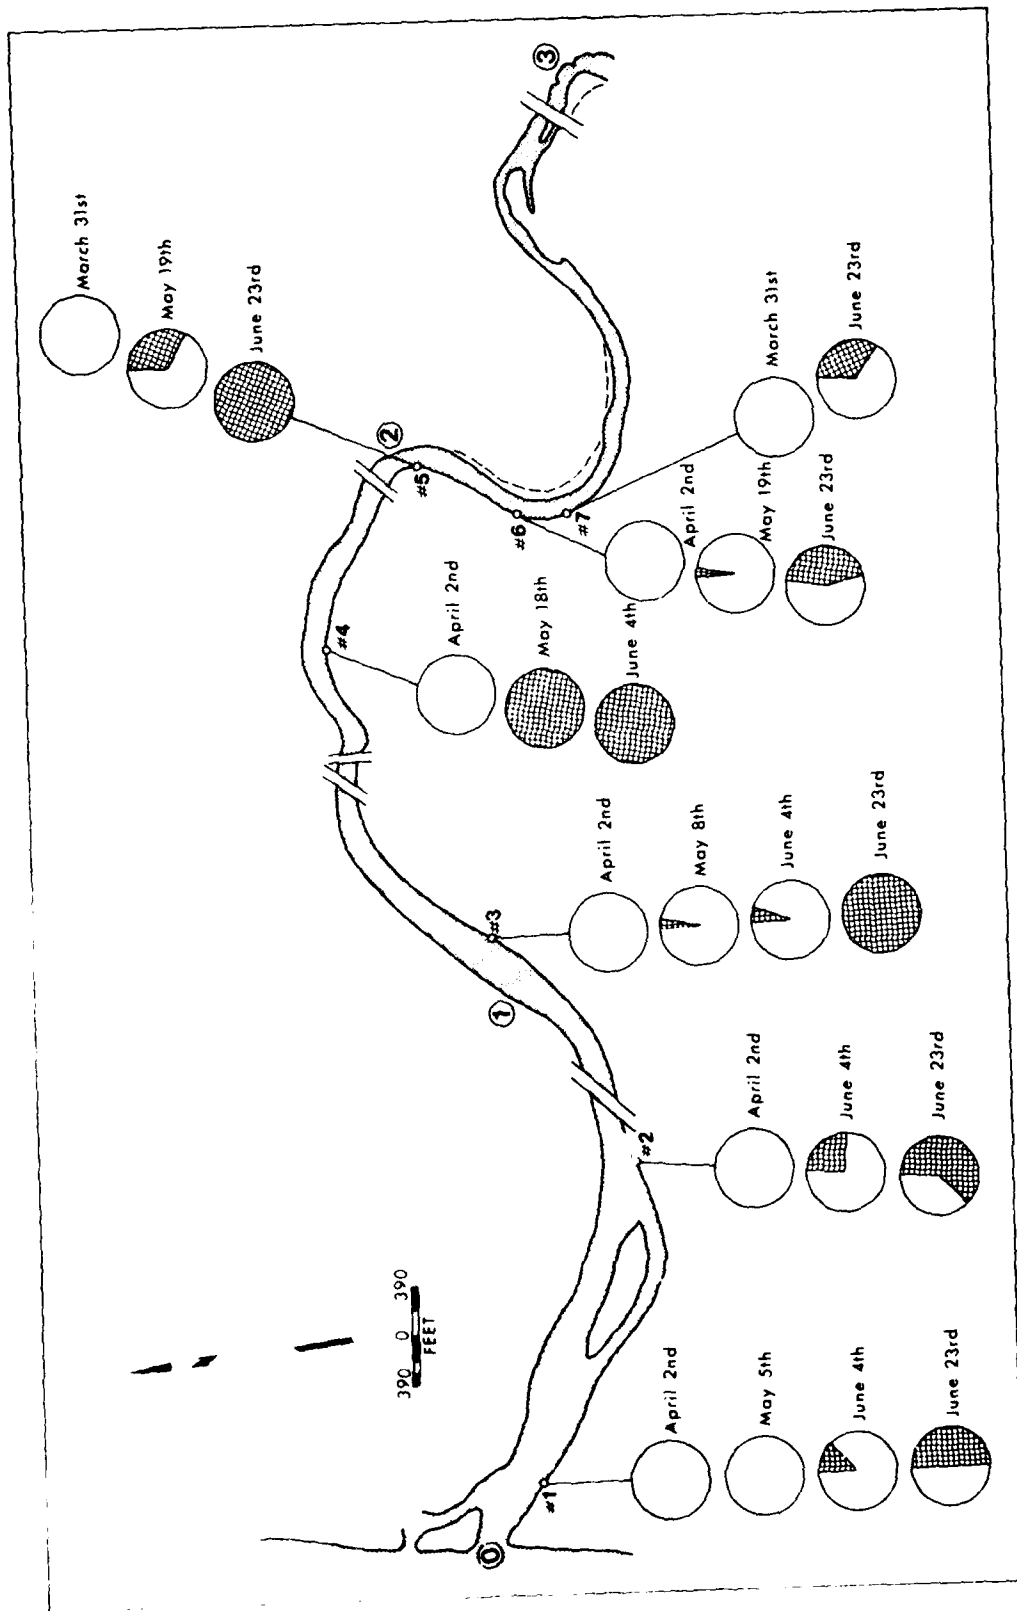 390 0 390
FEET
0
#1
April 2nd
May 5th
June 4th
June 23rd
#2
April 2nd
June 4th
June 23rd
1
#3
April 2nd
May 8th
June 4th
June 23rd
#4
April 2nd
May 18th
June 4th
2
#5
March 31st
May 19th
June 23rd
#6
April 2nd
May 19th
June 23rd
#7
March 31st
June 23rd
3